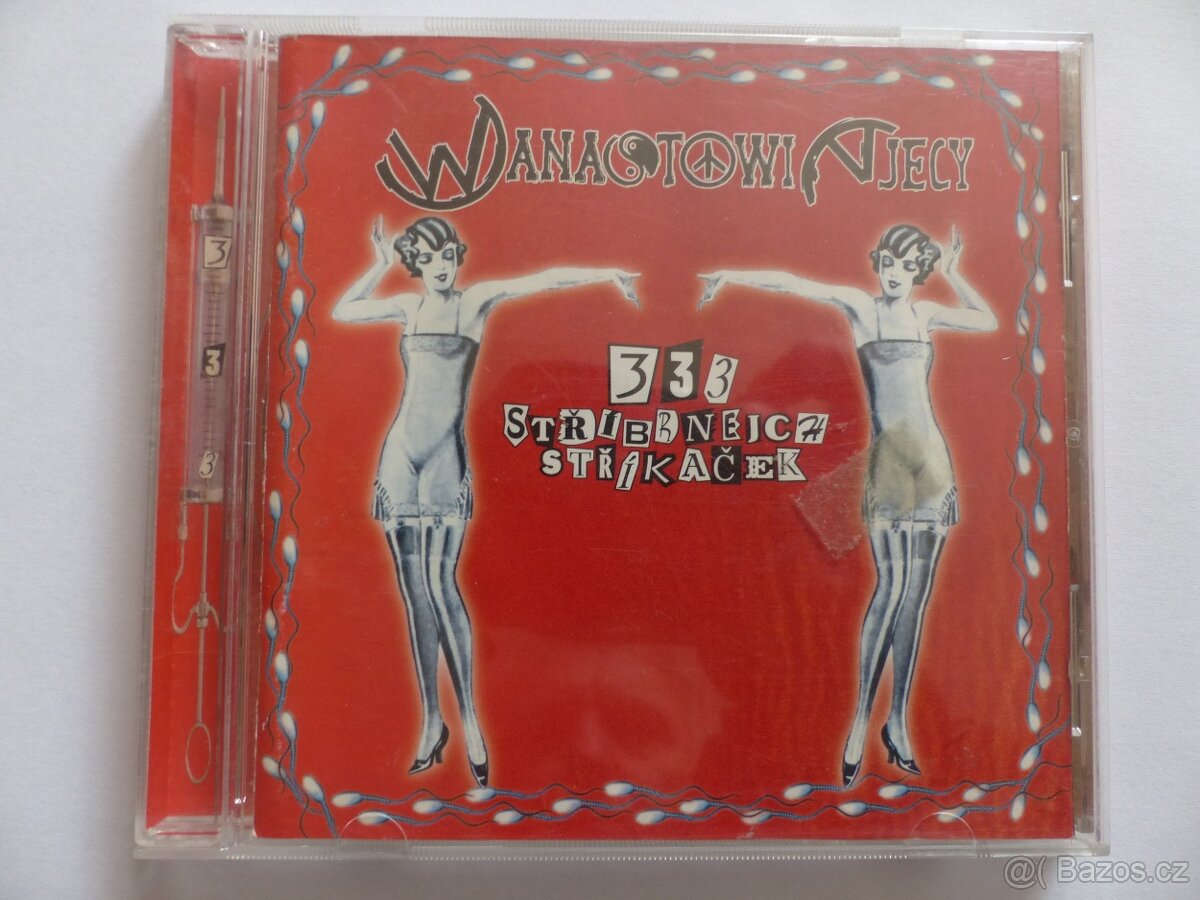 WANASTOWI VJECY
333
STŘÍBRNEJCH
STŘÍKAČEK
3
3
3
@( Bazos.cz